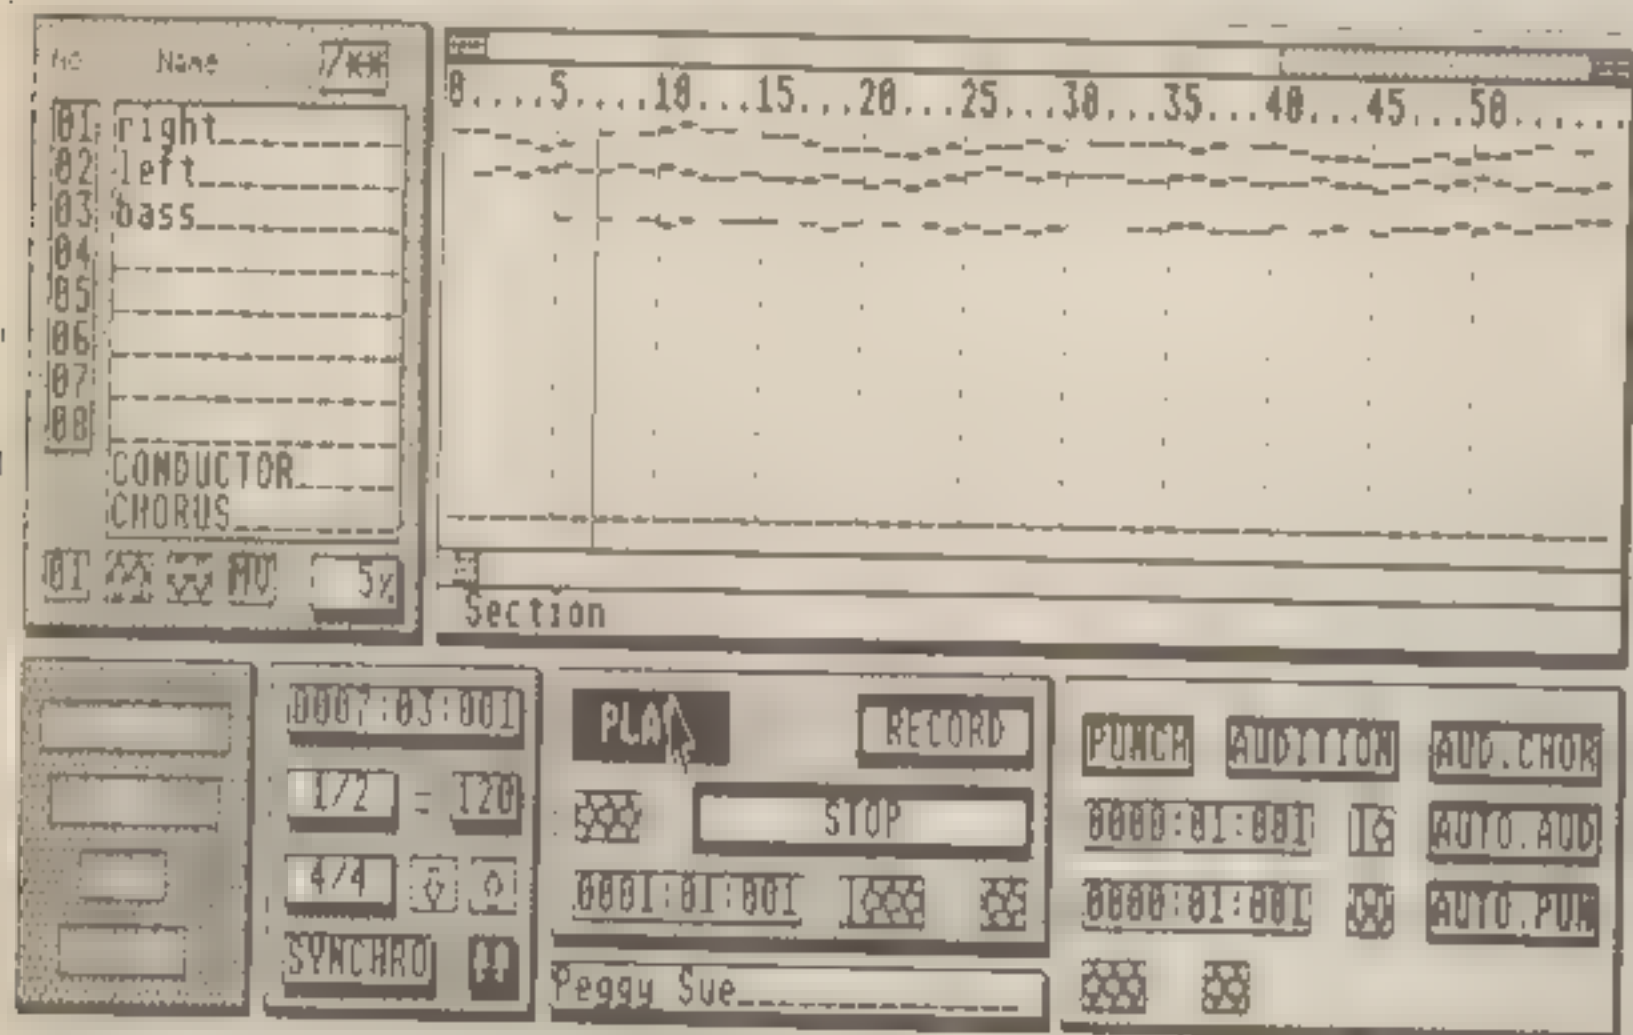 No Name /**
0....5....10...15...20...25...30...35...40...45...50......
01 right
02 left
03 bass
04
05
06
07
08
CONDUCTOR
CHORUS
01 MV 5%
Section
0007:03:001
1/2 = 120
4/4
SYNCHRO
PLA
RECORD
STOP
0001:01:001
Peggy Sue
PUNCH AUDITION AUD.CHOR
0000:01:001 AUTO.AUD
0000:01:001 AUTO.PUN